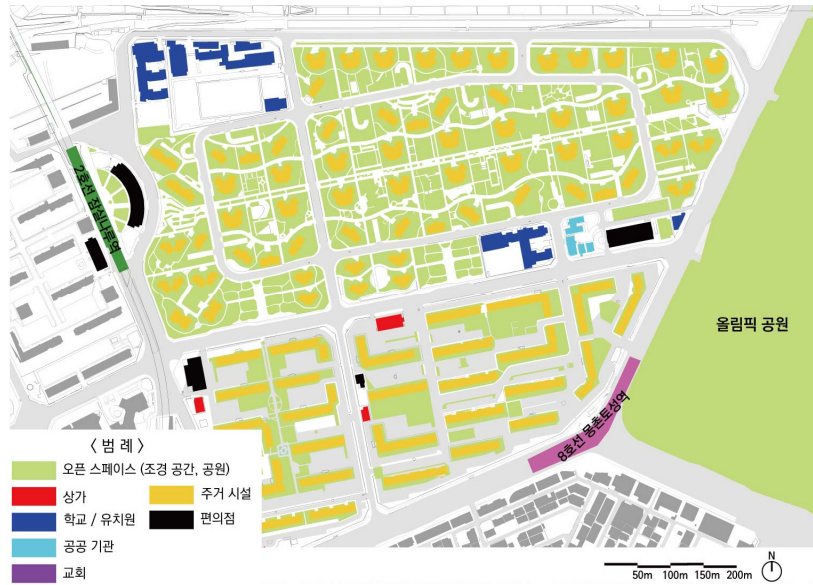 2호선 잠실나루역
올림픽 공원
8호선 몽촌토성역
〈 범 례 〉
오픈 스페이스 (조경 공간, 공원)
상가
주거 시설
학교 / 유치원
편의점
공공 기관
교회
N
50m 100m 150m 200m